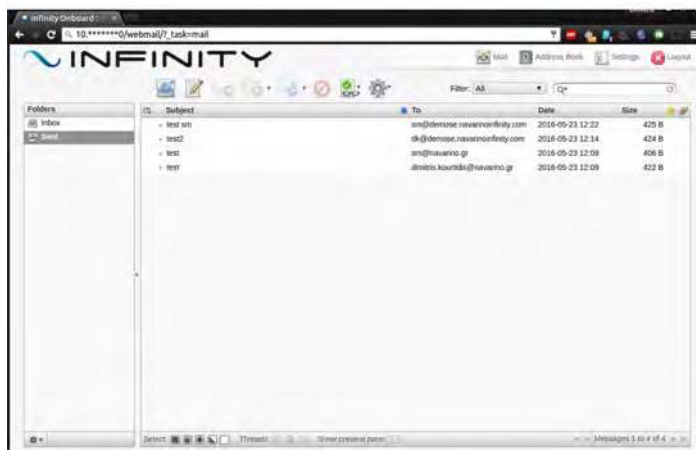 Infinity Onboard :
10.*******0/webmail/?_task=mail
INFINITY
Mail Address Book Settings Logout
Filter: All
Folders Subject To Date Size
Inbox
Sent
test sm sm@demose.navarinoinfinity.com 2016-05-23 12:22 425 B
test2 sk@demose.navarinoinfinity.com 2016-05-23 12:14 424 B
test sm@navarino.gr 2016-05-23 12:09 406 B
test dimitris.kourtidis@navarino.gr 2016-05-23 12:09 422 B
Select: Threads: Show preview pane: Messages 1 to 4 of 4